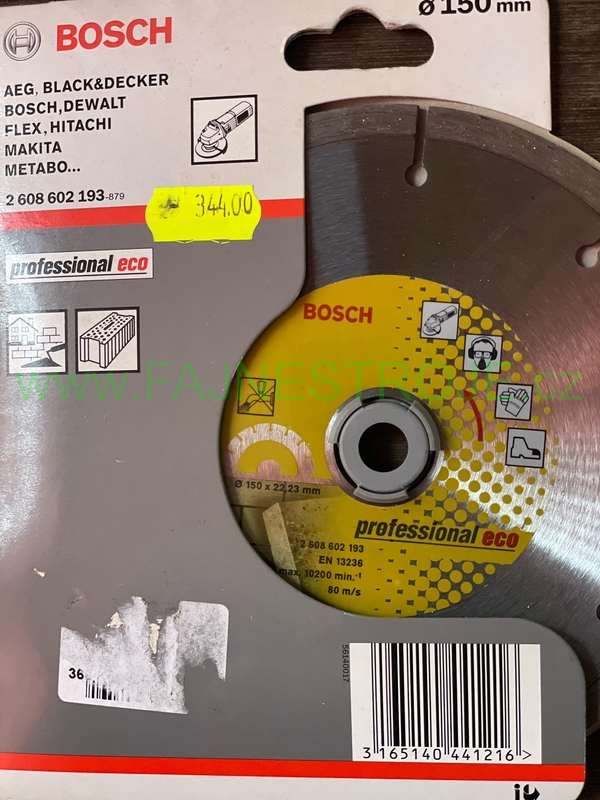 Ø 150 mm
BOSCH
AEG, BLACK&DECKER
BOSCH,DEWALT
FLEX, HITACHI
MAKITA
METABO...
2 608 602 193-879
344.00
professional eco
BOSCH
www.FAJNESTROJE.cz
Ø 150 x 22,23 mm
professional eco
2 608 602 193
EN 13236
max. 10200 min.-1
80 m/s
36
56140017
3 165140 441216 >